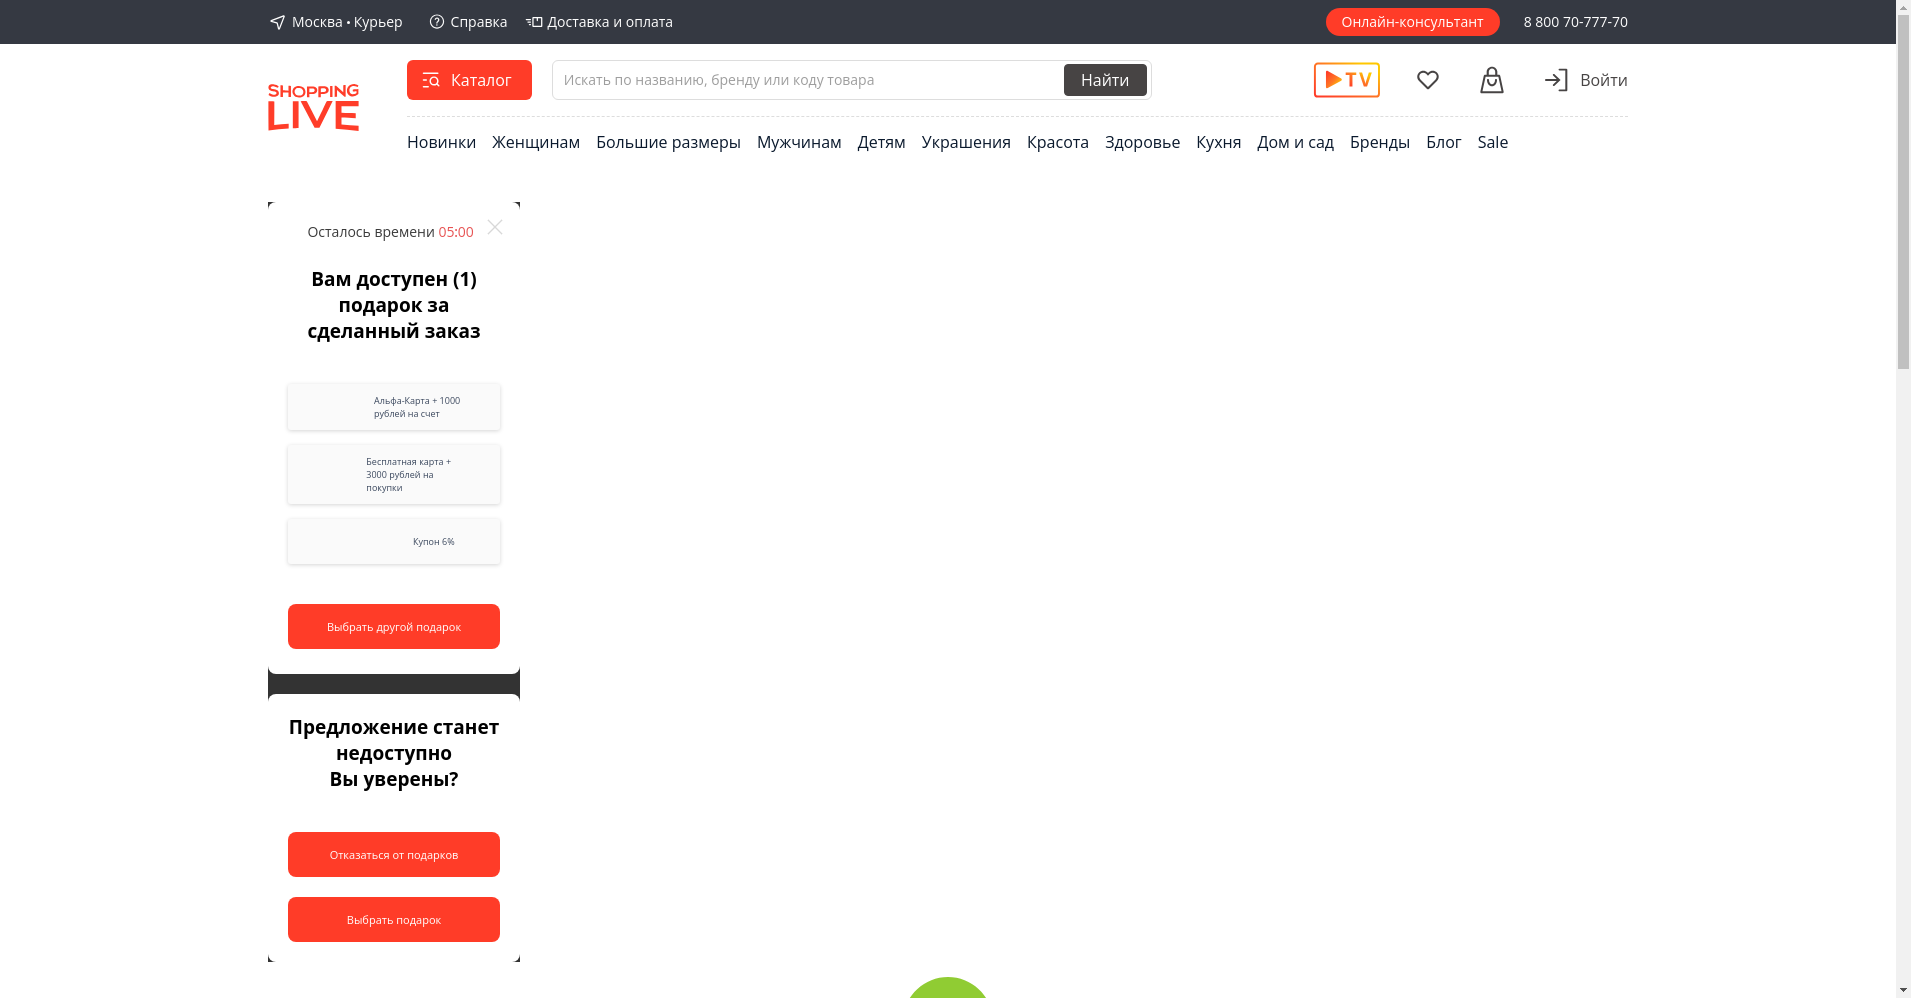 Москва • Курьер
Справка
Доставка и оплата
Онлайн-консультант
8 800 70-777-70
SHOPPING
LIVE
Каталог
Искать по названию, бренду или коду товара
Найти
TV
Войти
Новинки
Женщинам
Большие размеры
Мужчинам
Детям
Украшения
Красота
Здоровье
Кухня
Дом и сад
Бренды
Блог
Sale
Осталось времени 05:00
Вам доступен (1)
подарок за
сделанный заказ
Альфа-Карта + 1000
рублей на счет
Бесплатная карта +
3000 рублей на
покупки
Купон 6%
Выбрать другой подарок
Предложение станет
недоступно
Вы уверены?
Отказаться от подарков
Выбрать подарок